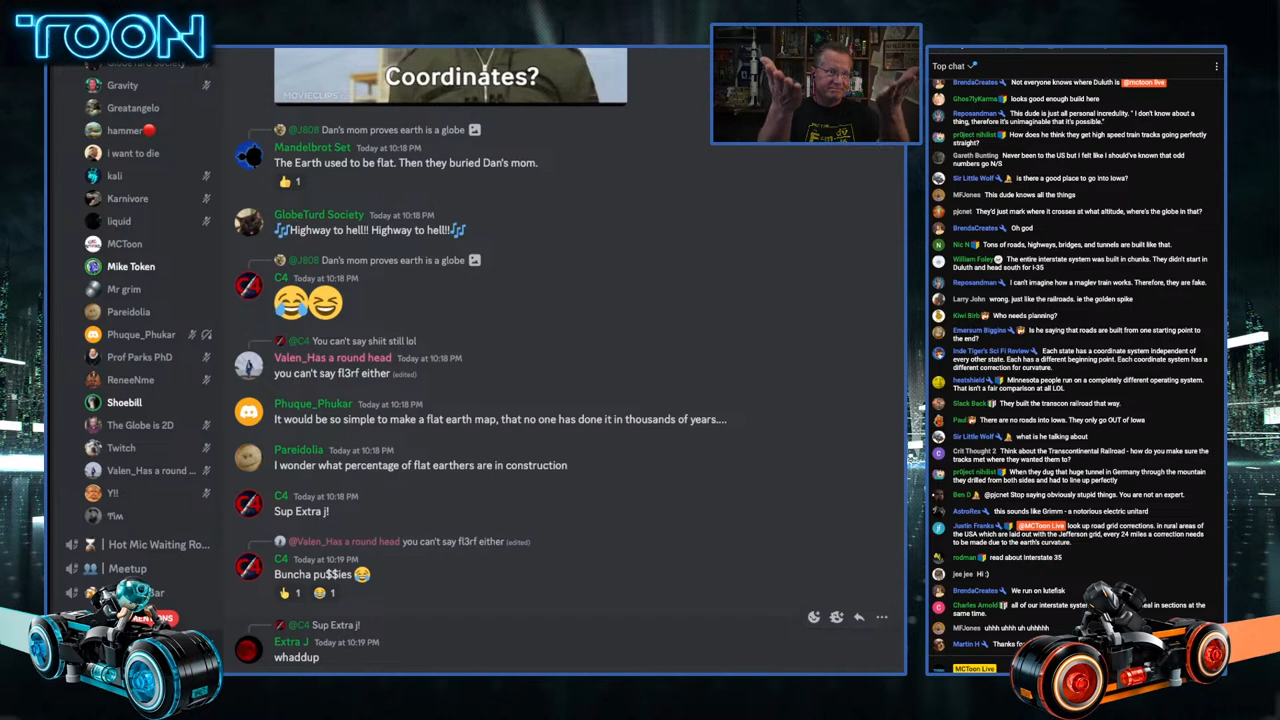 TOON
Gravity
Greatangelo
hammer
i want to die
kali
Karnivore
liquid
MCToon
Mike Token
Mr grim
Pareidolia
Phuque_Phukar
Prof Parks PhD
ReneeNme
Shoebill
The Globe is 2D
Twitch
Valen_Has a round ...
Y!!
Tim
Hot Mic Waiting Ro...
Meetup
Coordinates?
MOVIECLIPS
@J808 Dan's mom proves earth is a globe
Mandelbrot Set Today at 10:18 PM
The Earth used to be flat. Then they buried Dan's mom.
1
GlobeTurd Society Today at 10:18 PM
🎶Highway to hell!! Highway to hell!!🎶
@J808 Dan's mom proves earth is a globe
C4 Today at 10:18 PM
@C4 You can't say shiit still lol
Valen_Has a round head Today at 10:18 PM
you can't say fl3rf either (edited)
Phuque_Phukar Today at 10:18 PM
It would be so simple to make a flat earth map, that no one has done it in thousands of years....
Pareidolia Today at 10:18 PM
I wonder what percentage of flat earthers are in construction
C4 Today at 10:18 PM
Sup Extra j!
@Valen_Has a round head you can't say fl3rf either (edited)
C4 Today at 10:19 PM
Buncha pu$$ies 😂
1 1
@C4 Sup Extra j!
Extra J Today at 10:19 PM
whaddup
Top chat
BrendaCreates Not everyone knows where Duluth is @mctoon live
Ghos7lyKarma looks good enough build here
Reposandman This dude is just all personal incredulity. " I don't know about a
thing, therefore it's unimaginable that it's possible."
pr0ject nihilist How does he think they get high speed train tracks going perfectly
straight?
Gareth Bunting Never been to the US but I felt like I should've known that odd
numbers go N/S
Sir Little Wolf is there a good place to go into Iowa?
MFJones This dude knows all the things
pjcnet They'd just mark where it crosses at what altitude, where's the globe in that?
BrendaCreates Oh god
Nic N Tons of roads, highways, bridges, and tunnels are built like that.
William Foley The entire interstate system was built in chunks. They didn't start in
Duluth and head south for I-35
Reposandman I can't imagine how a maglev train works. Therefore, they are fake.
Larry John wrong. just like the railroads. ie the golden spike
Kiwi Birb Who needs planning?
Emersum Biggins Is he saying that roads are built from one starting point to
the end?
Inde Tiger's Sci Fi Review Each state has a coordinate system independent of
every other state. Each has a different beginning point. Each coordinate system has a
different correction for curvature.
heatshield Minnesota people run on a completely different operating system.
That isn't a fair comparison at all LOL
Slack Back They built the transcon railroad that way.
Paul There are no roads into Iowa. They only go OUT of Iowa
Sir Little Wolf what is he talking about
Crit Thought 2 Think about the Transcontinental Railroad - how do you make sure the
tracks met where they wanted them to?
pr0ject nihilist When they dug that huge tunnel in Germany through the mountain
they drilled from both sides and had to line up perfectly
Ben D @pjcnet Stop saying obviously stupid things. You are not an expert.
AstroRex this sounds like Grimm - a notorious electric unitard
Justin Franks @MCToon Live look up road grid corrections. in rural areas of
the USA which are laid out with the Jefferson grid, every 24 miles a correction needs
to be made due to the earth's curvature.
rodman read about Interstate 35
jee jee Hi :)
BrendaCreates We run on lutefisk
Charles Arnold all of our interstate syste
in sections at the
same time.
MFJones uhhh uhhh uh uhhhhh
Martin H Thanks fo
MCToon Live